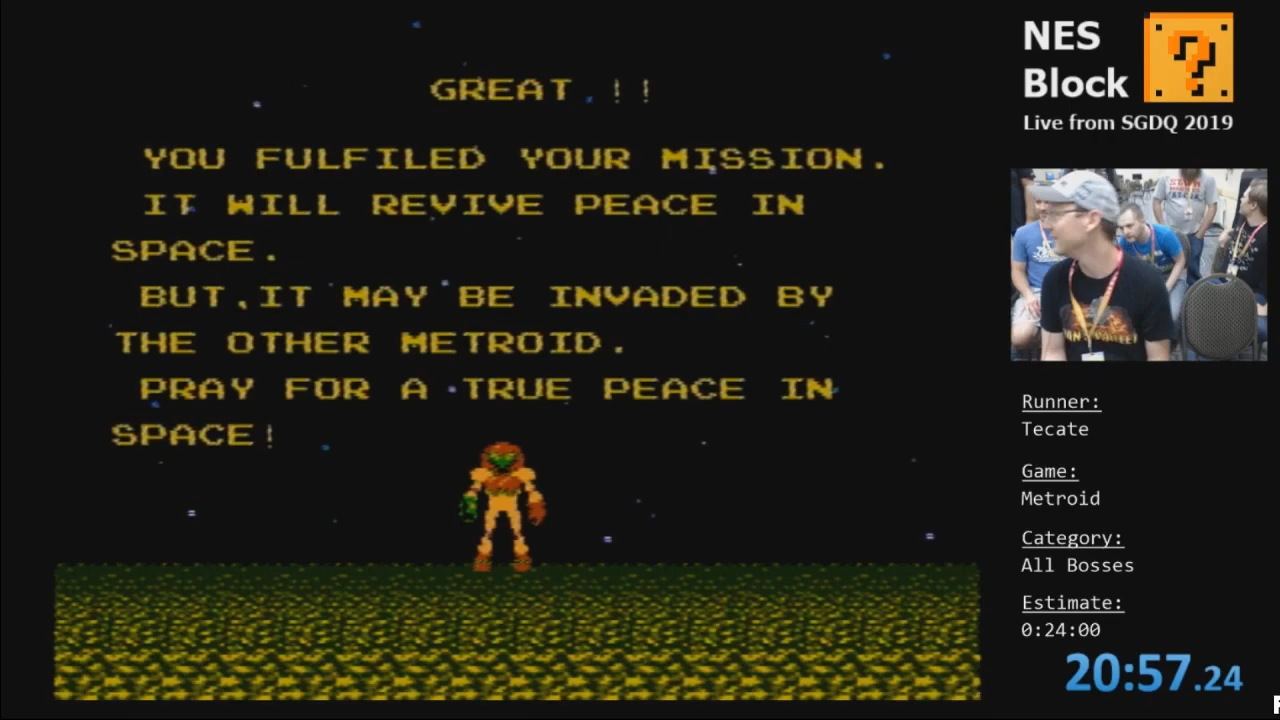 GREAT !!
YOU FULFILED YOUR MISSION.
IT WILL REVIVE PEACE IN
SPACE.
BUT,IT MAY BE INVADED BY
THE OTHER METROID.
PRAY FOR A TRUE PEACE IN
SPACE!
NES
Block
?
Live from SGDQ 2019
Runner:
Tecate
Game:
Metroid
Category:
All Bosses
Estimate:
0:24:00
20:57.24